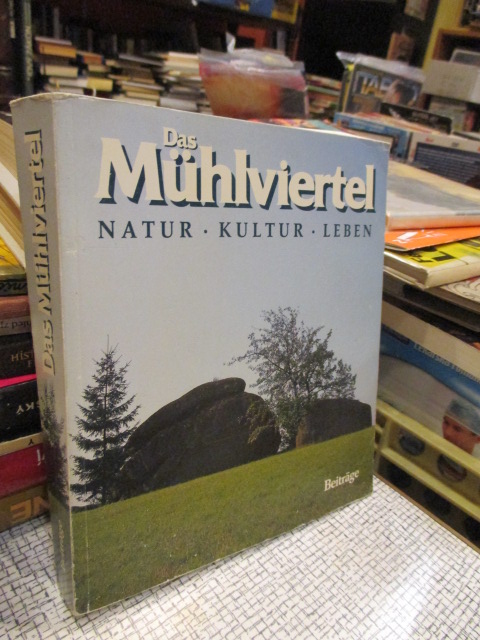 Das
Mühlviertel
NATUR · KULTUR · LEBEN
Beiträge
Das Mühlviertel